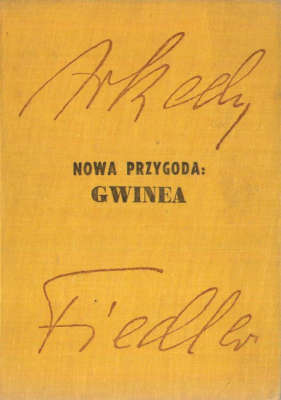 Arkady
NOWA PRZYGODA:
GWINEA
Fiedler